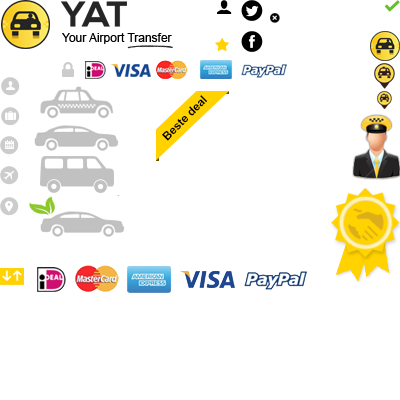 YAT
Your Airport Transfer
iDEAL VISA MasterCard AMERICAN EXPRESS PayPal
Beste deal
iDEAL MasterCard AMERICAN EXPRESS VISA PayPal